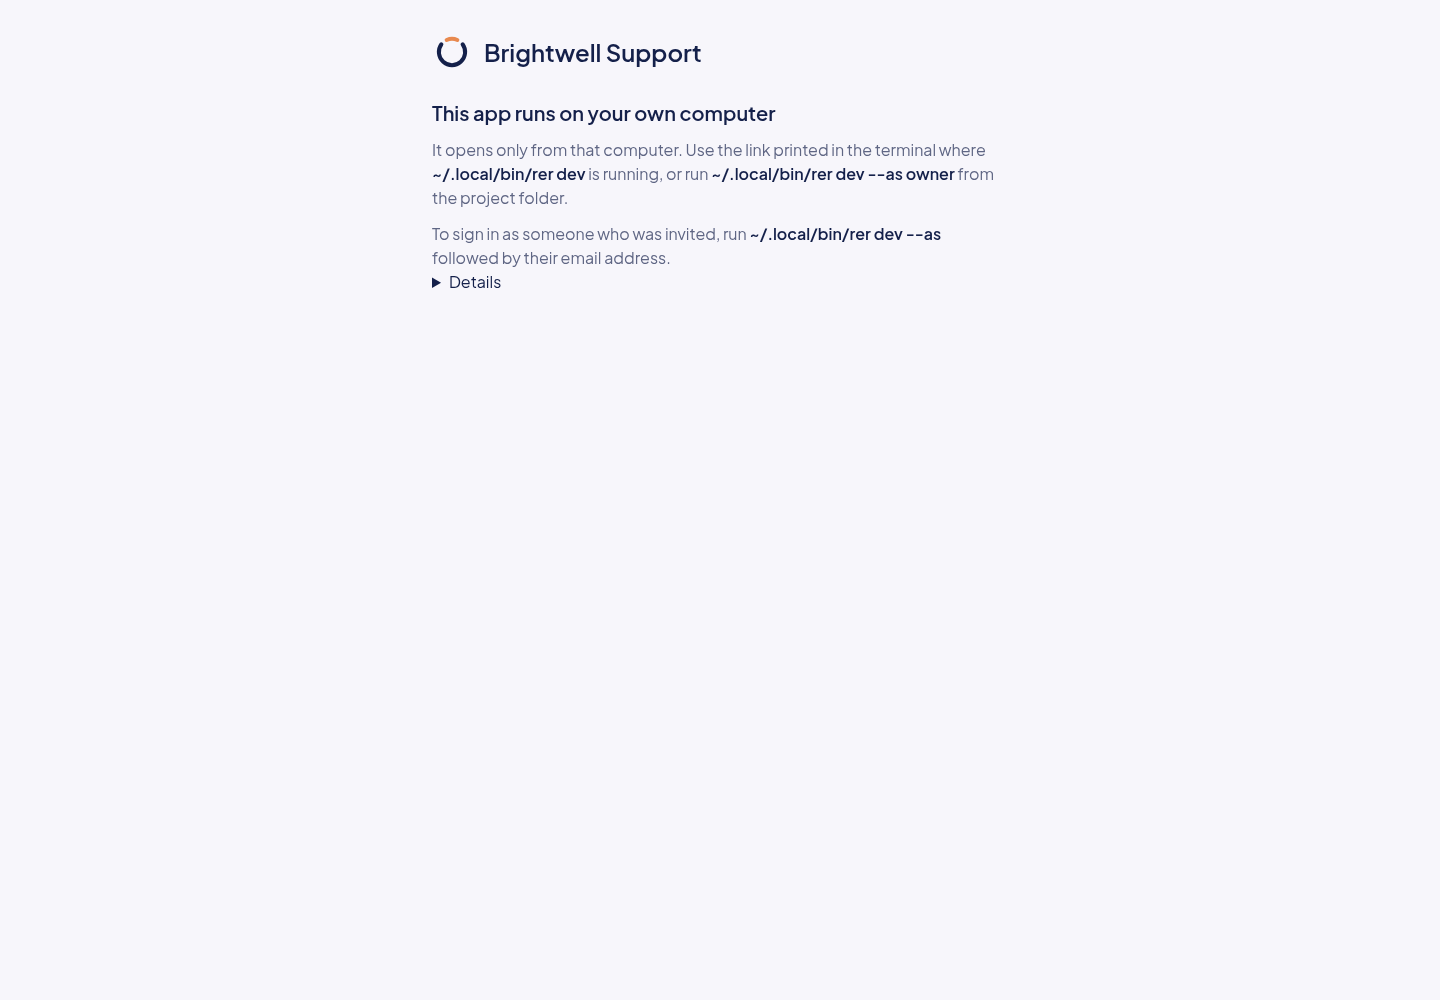 Brightwell Support
This app runs on your own computer
It opens only from that computer. Use the link printed in the terminal where
~/.local/bin/rer dev is running, or run ~/.local/bin/rer dev --as owner from
the project folder.
To sign in as someone who was invited, run ~/.local/bin/rer dev --as
followed by their email address.
Details